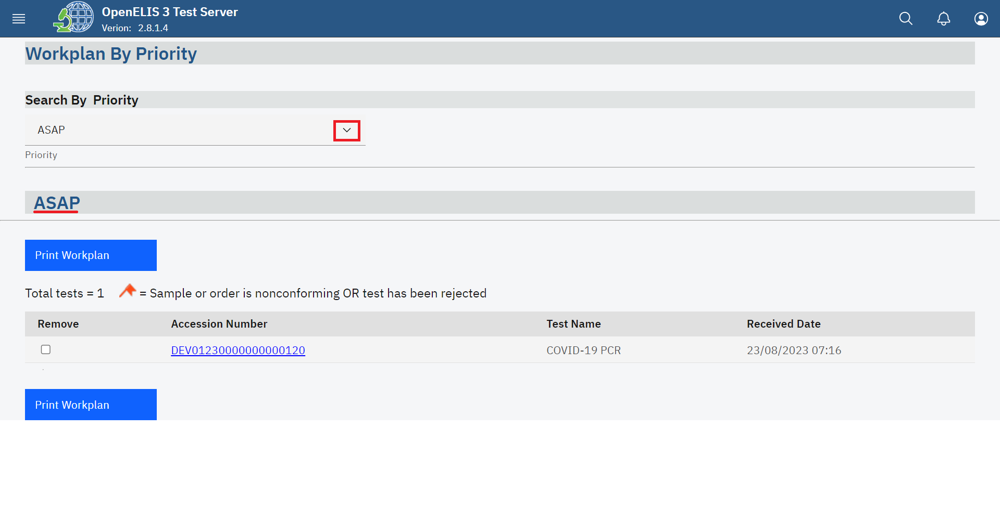 OpenELIS 3 Test Server
Verion: 2.8.1.4
Workplan By Priority
Search By Priority
ASAP
Priority
ASAP
Print Workplan
Total tests = 1 = Sample or order is nonconforming OR test has been rejected
Remove Accession Number Test Name Received Date
DEV01230000000000120 COVID-19 PCR 23/08/2023 07:16
Print Workplan